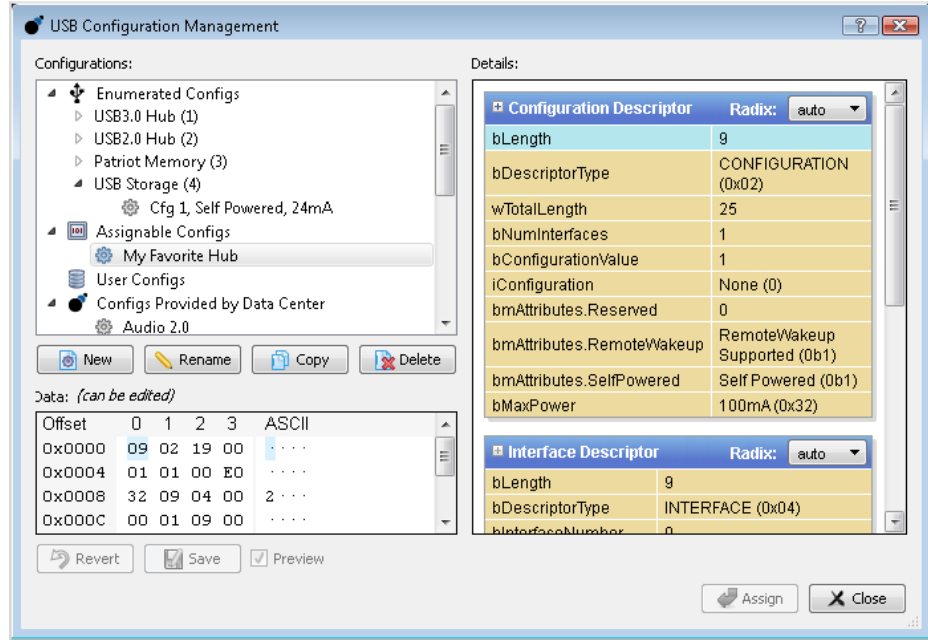 USB Configuration Management
Configurations:
Enumerated Configs
USB3.0 Hub (1)
USB2.0 Hub (2)
Patriot Memory (3)
USB Storage (4)
Cfg 1, Self Powered, 24mA
Assignable Configs
My Favorite Hub
User Configs
Configs Provided by Data Center
Audio 2.0
New Rename Copy Delete
Data: (can be edited)
Offset 0 1 2 3 ASCII
0x0000 09 02 19 00 ····
0x0004 01 01 00 E0 ····
0x0008 32 09 04 00 2···
0x000C 00 01 09 00 ····
Revert Save Preview
Details:
Configuration Descriptor Radix: auto
bLength 9
bDescriptorType CONFIGURATION
(0x02)
wTotalLength 25
bNumInterfaces 1
bConfigurationValue 1
iConfiguration None (0)
bmAttributes.Reserved 0
bmAttributes.RemoteWakeup RemoteWakeup
Supported (0b1)
bmAttributes.SelfPowered Self Powered (0b1)
bMaxPower 100mA (0x32)
Interface Descriptor Radix: auto
bLength 9
bDescriptorType INTERFACE (0x04)
bInterfaceNumber 0
Assign Close